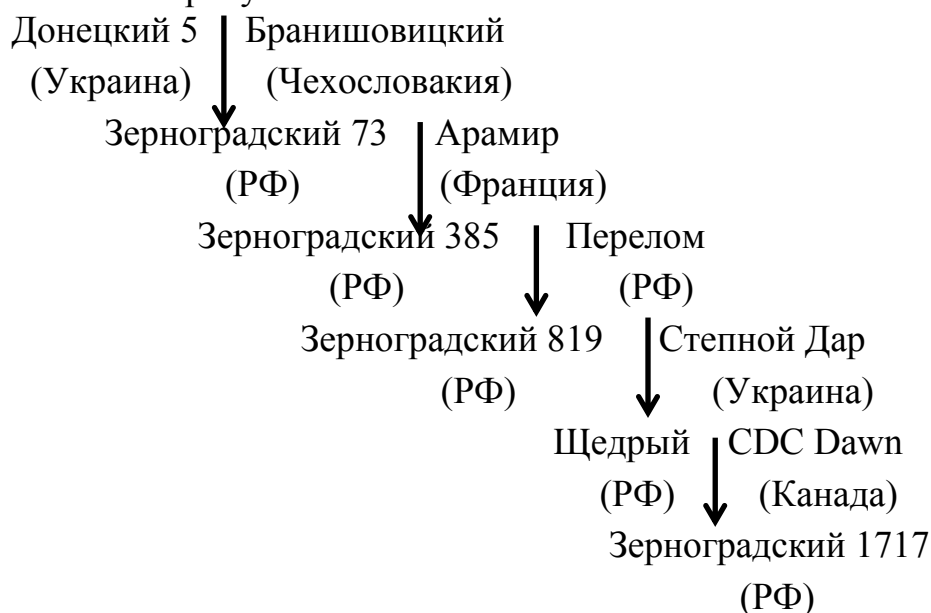 Донецкий 5 Бранишовицкий
(Украина) (Чехословакия)
Зерноградский 73 Арамир
(РФ) (Франция)
Зерноградский 385 Перелом
(РФ) (РФ)
Зерноградский 819 Степной Дар
(РФ) (Украина)
Щедрый CDC Dawn
(РФ) (Канада)
Зерноградский 1717
(РФ)